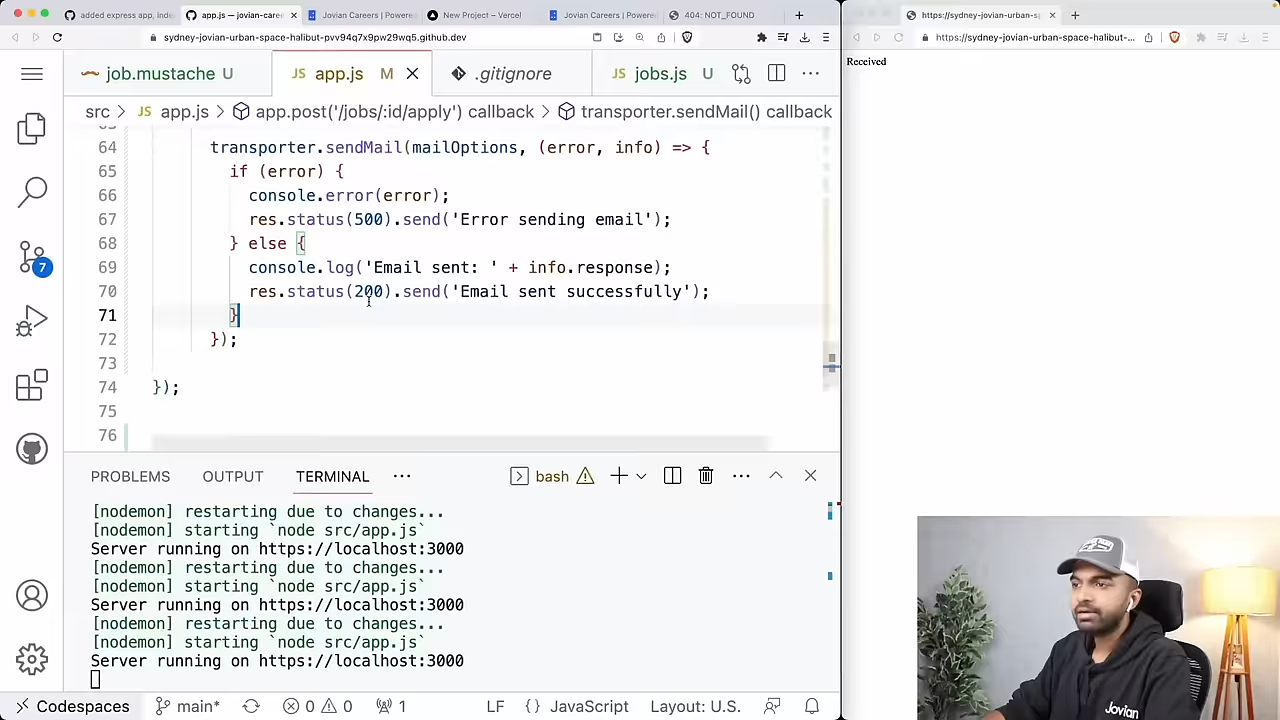 added express app, index
app.js — jovian-caree
Jovian Careers | Powere
New Project – Vercel
Jovian Careers | Powere
404: NOT_FOUND
https://sydney-jovian-urban-s
sydney-jovian-urban-space-halibut-pvv94q7x9pw29wq5.github.dev
https://sydney-jovian-urban-space-halibut-...
Received
job.mustache U
JS app.js M
.gitignore
JS jobs.js U
src > JS app.js > app.post('/jobs/:id/apply') callback > transporter.sendMail() callback
64 transporter.sendMail(mailOptions, (error, info) => {
65 if (error) {
66 console.error(error);
67 res.status(500).send('Error sending email');
68 } else {
69 console.log('Email sent: ' + info.response);
70 res.status(200).send('Email sent successfully');
71 }
72 });
73
74 });
75
76
7
PROBLEMS OUTPUT TERMINAL ... bash
[nodemon] restarting due to changes...
[nodemon] starting `node src/app.js`
Server running on https://localhost:3000
[nodemon] restarting due to changes...
[nodemon] starting `node src/app.js`
Server running on https://localhost:3000
[nodemon] restarting due to changes...
[nodemon] starting `node src/app.js`
Server running on https://localhost:3000
Codespaces main* 0 0 1 LF {} JavaScript Layout: U.S.
Jovian